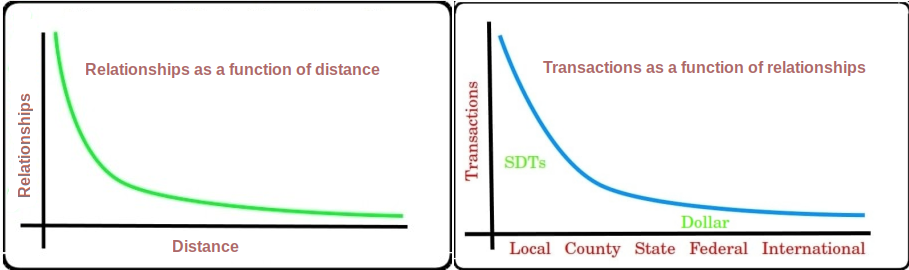 Relationships as a function of distance
Relationships
Distance
Transactions as a function of relationships
Transactions
SDTs
Dollar
Local County State Federal International